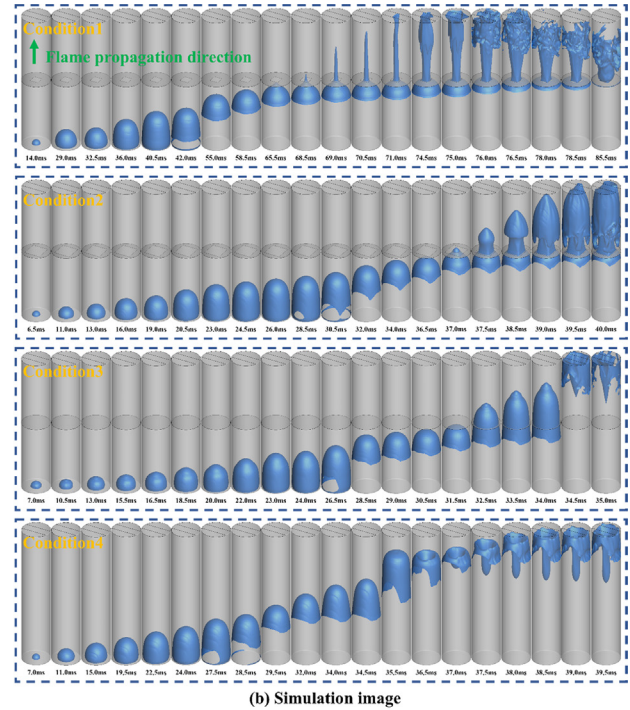 Condition1
Flame propagation direction
14.0ms 29.0ms 32.5ms 36.0ms 40.5ms 42.0ms 55.0ms 58.5ms 65.5ms 68.5ms 69.0ms 70.5ms 71.0ms 74.5ms 75.0ms 76.0ms 76.5ms 78.0ms 78.5ms 85.5ms
Condition2
6.5ms 11.0ms 13.0ms 16.0ms 19.0ms 20.5ms 23.0ms 24.5ms 26.0ms 28.5ms 30.5ms 32.0ms 34.0ms 36.5ms 37.0ms 37.5ms 38.5ms 39.0ms 39.5ms 40.0ms
Condition3
7.0ms 10.5ms 13.0ms 15.5ms 16.5ms 18.5ms 20.0ms 22.0ms 23.0ms 24.0ms 26.5ms 28.5ms 29.0ms 30.5ms 31.5ms 32.5ms 33.5ms 34.0ms 34.5ms 35.0ms
Condition4
7.0ms 11.0ms 15.0ms 19.5ms 22.5ms 24.0ms 27.5ms 28.5ms 29.5ms 32.0ms 34.0ms 34.5ms 35.5ms 36.5ms 37.0ms 37.5ms 38.0ms 38.5ms 39.0ms 39.5ms
(b) Simulation image